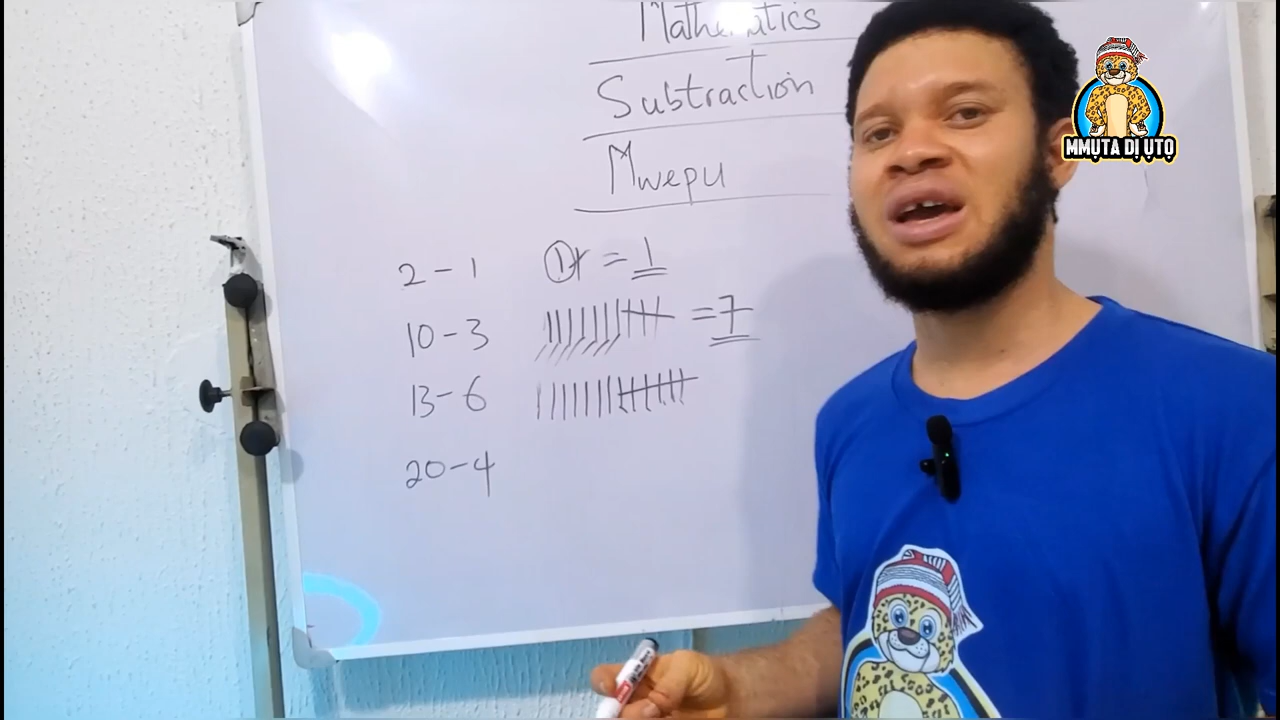 Mathematics
Subtraction
Mwepu
2 - 1 = 1
10 - 3 = 7
13 - 6
20 - 4
MMỤTA DỊ ỤTỌ